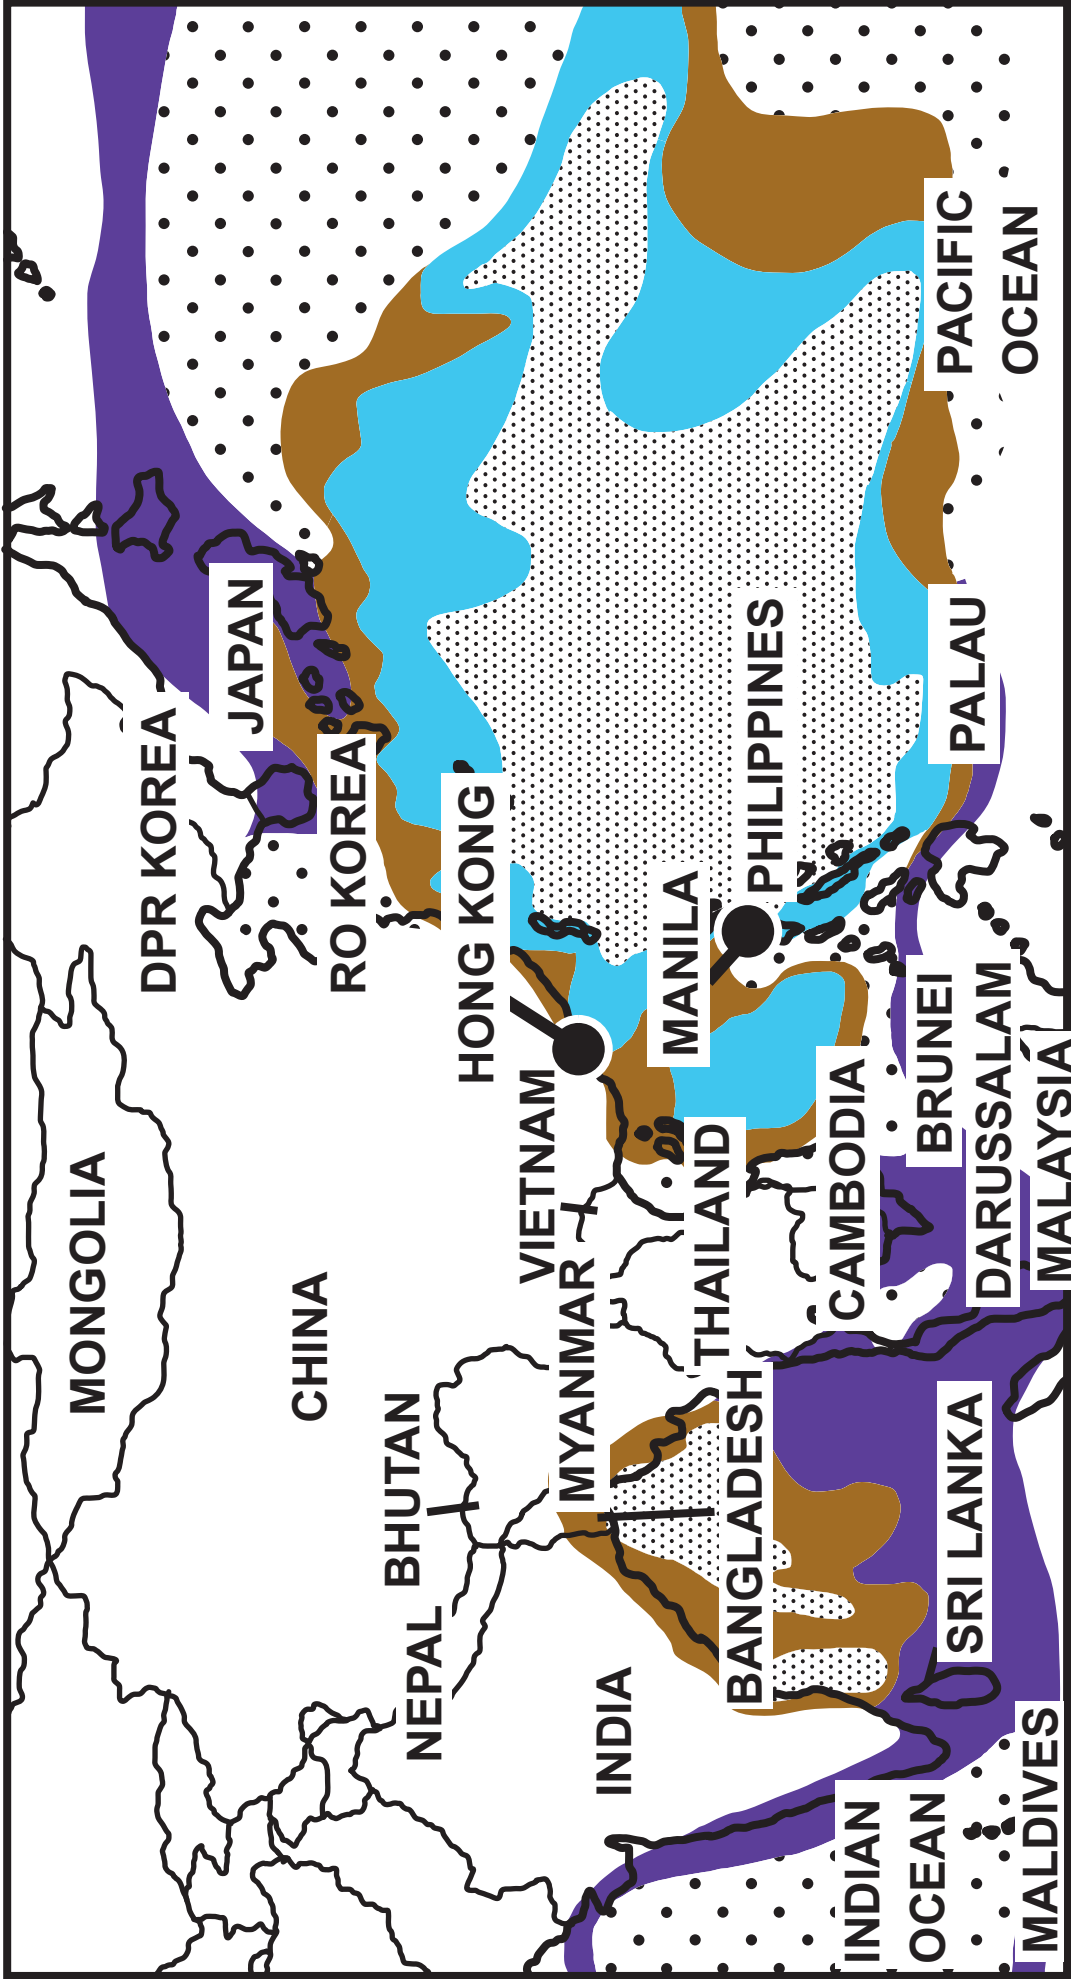 MONGOLIA
CHINA
DPR KOREA
JAPAN
RO KOREA
BHUTAN
NEPAL
HONG KONG
VIETNAM
MYANMAR
INDIA
MANILA
PHILIPPINES
THAILAND
BANGLADESH
CAMBODIA
BRUNEI
DARUSSALAM
MALAYSIA
PALAU
PACIFIC
OCEAN
SRI LANKA
INDIAN
OCEAN
MALDIVES